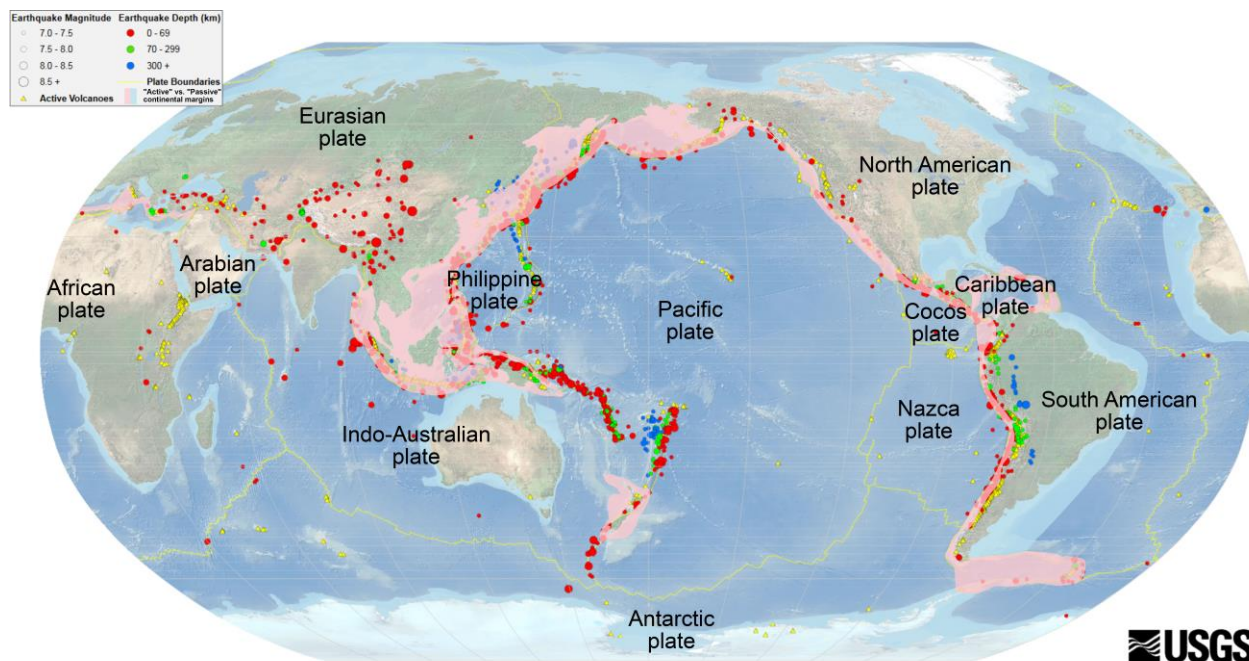 Earthquake Magnitude
7.0 - 7.5
7.5 - 8.0
8.0 - 8.5
8.5 +
Active Volcanoes
Earthquake Depth (km)
0 - 69
70 - 299
300 +
Plate Boundaries
"Active" vs. "Passive"
continental margins
Eurasian
plate
North American
plate
Arabian
plate
African
plate
Philippine
plate
Pacific
plate
Caribbean
plate
Cocos
plate
Indo-Australian
plate
Nazca
plate
South American
plate
Antarctic
plate
USGS